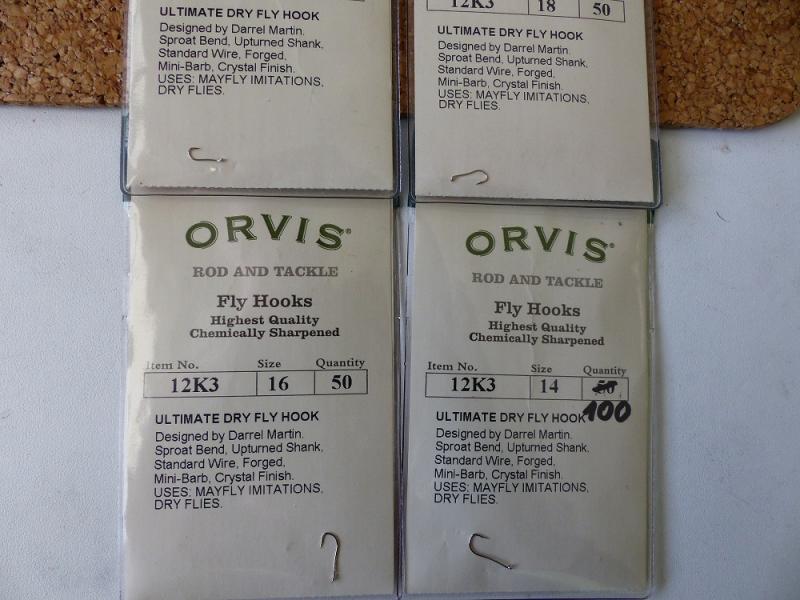 ULTIMATE DRY FLY HOOK
Designed by Darrel Martin.
Sproat Bend, Upturned Shank,
Standard Wire, Forged,
Mini-Barb, Crystal Finish.
USES: MAYFLY IMITATIONS,
DRY FLIES.
12K3 18 50
ULTIMATE DRY FLY HOOK
Designed by Darrel Martin.
Sproat Bend, Upturned Shank,
Standard Wire, Forged,
Mini-Barb, Crystal Finish.
USES: MAYFLY IMITATIONS,
DRY FLIES.
ORVIS®
ROD AND TACKLE
Fly Hooks
Highest Quality
Chemically Sharpened
Item No. Size Quantity
12K3 16 50
ULTIMATE DRY FLY HOOK
Designed by Darrel Martin.
Sproat Bend, Upturned Shank,
Standard Wire, Forged,
Mini-Barb, Crystal Finish.
USES: MAYFLY IMITATIONS,
DRY FLIES.
ORVIS®
ROD AND TACKLE
Fly Hooks
Highest Quality
Chemically Sharpened
Item No. Size Quantity
12K3 14 50
100
ULTIMATE DRY FLY HOOK
Designed by Darrel Martin.
Sproat Bend, Upturned Shank,
Standard Wire, Forged,
Mini-Barb, Crystal Finish.
USES: MAYFLY IMITATIONS,
DRY FLIES.